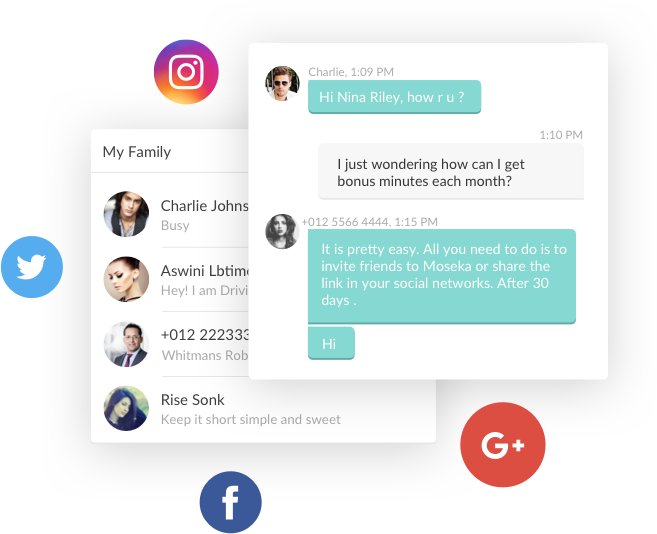 Charlie, 1:09 PM
Hi Nina Riley, how r u ?
1:10 PM
I just wondering how can I get
bonus minutes each month?
+012 5566 4444, 1:15 PM
It is pretty easy. All you need to do is to
invite friends to Moseka or share the
link in your social networks. After 30
days .
Hi
My Family
Charlie Johns
Busy
Aswini Lbtim
Hey! I am Drivi
+012 222333
Whitmans Rob
Rise Sonk
Keep it short simple and sweet
G+
f